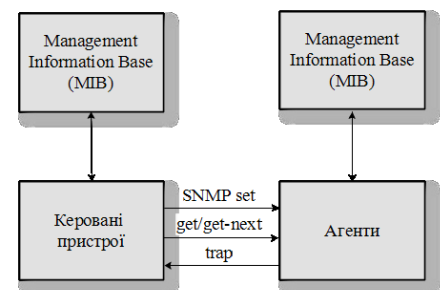 Management
Information Base
(MIB)
Management
Information Base
(MIB)
Керовані
пристрої
SNMP set
get/get-next
trap
Агенти